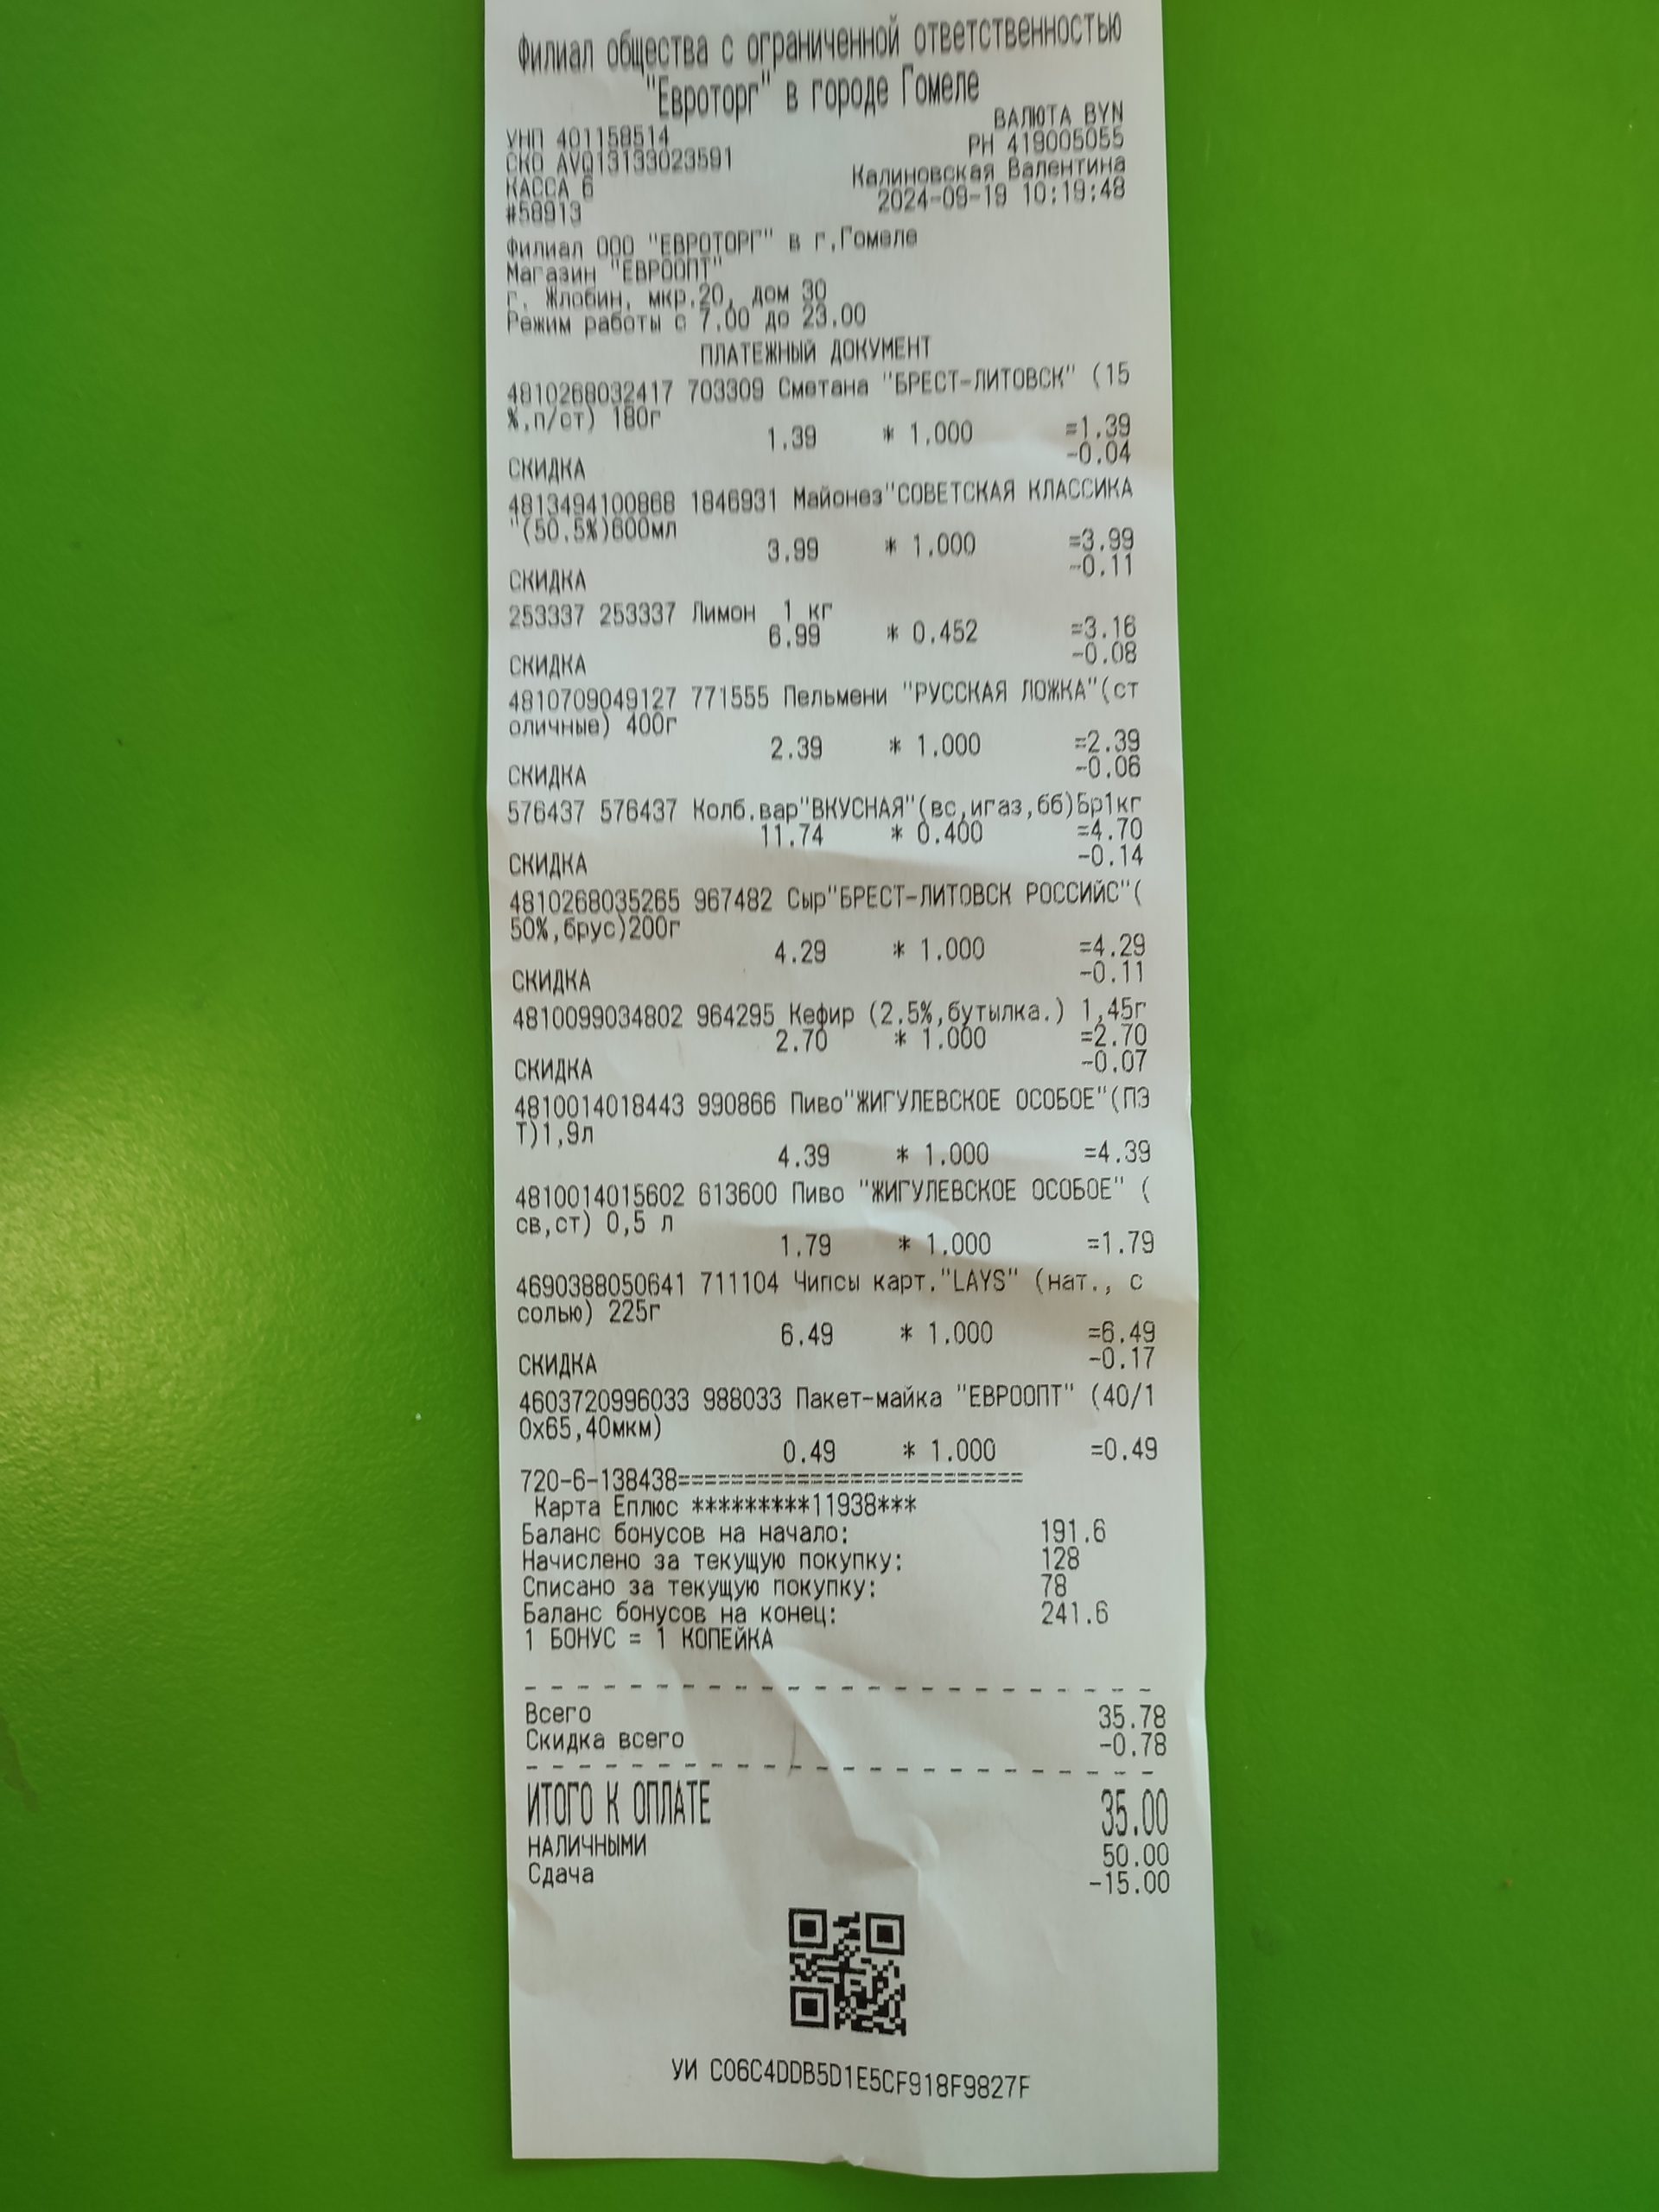 Филиал общества с ограниченной ответственностью
"Евроторг" в городе Гомеле
ВАЛЮТА BYN
УНП 401158514
РН 419005055
СКО AVQ13133023591
Калиновская Валентина
КАССА 6
2024-09-19 10:19:48
#58913
Филиал ООО "ЕВРОТОРГ" в г.Гомеле
Магазин "ЕВРООПТ"
г. Жлобин, мкр.20, дом 30
Режим работы с 7.00 до 23.00
ПЛАТЕЖНЫЙ ДОКУМЕНТ
4810268032417 703309 Сметана "БРЕСТ-ЛИТОВСК" (15
%,п/ст) 180г
1.39 * 1.000 =1.39
СКИДКА -0.04
4813494100868 1846931 Майонез"СОВЕТСКАЯ КЛАССИКА
"(50.5%)600мл
3.99 * 1.000 =3.99
СКИДКА -0.11
253337 253337 Лимон 1 кг
6.99 * 0.452 =3.16
СКИДКА -0.08
4810709049127 771555 Пельмени "РУССКАЯ ЛОЖКА"(ст
оличные) 400г
2.39 * 1.000 =2.39
СКИДКА -0.06
576437 576437 Колб.вар"ВКУСНАЯ"(вс,игаз,бб)Бр1кг
11.74 * 0.400 =4.70
СКИДКА -0.14
4810268035265 967482 Сыр"БРЕСТ-ЛИТОВСК РОССИЙС"(
50%,брус)200г
4.29 * 1.000 =4.29
СКИДКА -0.11
4810099034802 964295 Кефир (2.5%,бутылка.) 1,45г
2.70 * 1.000 =2.70
СКИДКА -0.07
4810014018443 990866 Пиво"ЖИГУЛЕВСКОЕ ОСОБОЕ"(ПЭ
Т)1,9л
4.39 * 1.000 =4.39
4810014015602 613600 Пиво "ЖИГУЛЕВСКОЕ ОСОБОЕ" (
св,ст) 0,5 л
1.79 * 1.000 =1.79
4690388050641 711104 Чипсы карт."LAYS" (нат., с
солью) 225г
6.49 * 1.000 =6.49
СКИДКА -0.17
4603720996033 988033 Пакет-майка "ЕВРООПТ" (40/1
0х65,40мкм)
0.49 * 1.000 =0.49
720-6-138438==========================
Карта Еплюс *********11938***
Баланс бонусов на начало: 191.6
Начислено за текущую покупку: 128
Списано за текущую покупку: 78
Баланс бонусов на конец: 241.6
1 БОНУС = 1 КОПЕЙКА
Всего 35.78
Скидка всего -0.78
ИТОГО К ОПЛАТЕ 35.00
НАЛИЧНЫМИ 50.00
Сдача -15.00
УИ C06C4DDB5D1E5CF918F9827F